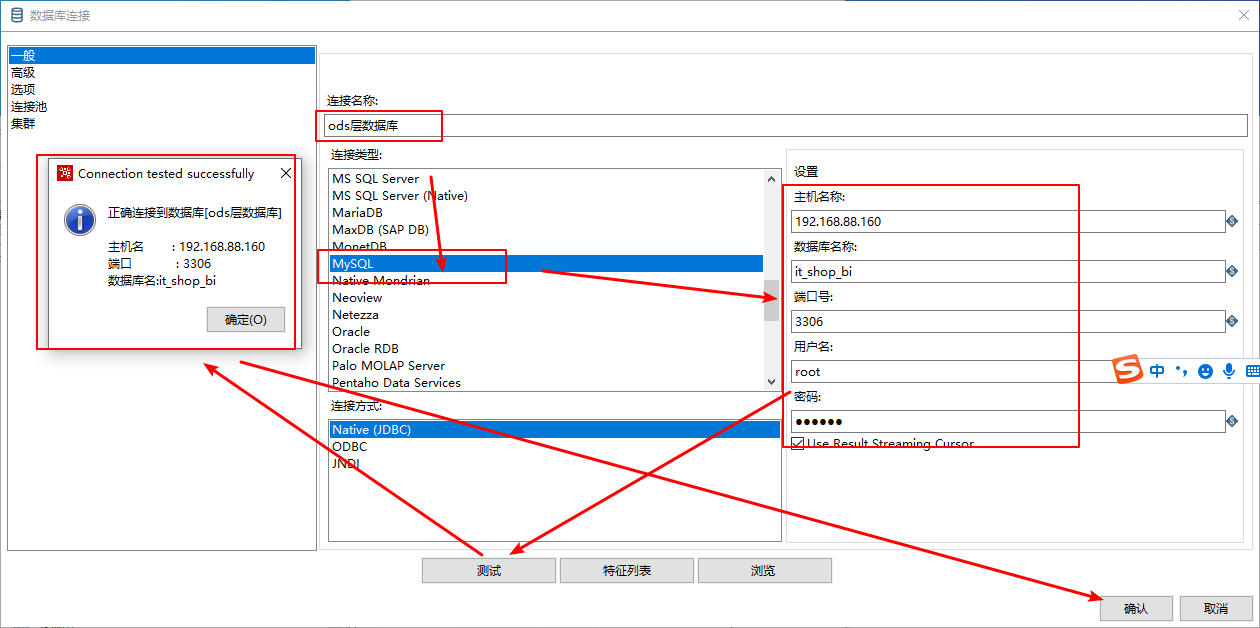 数据库连接
一般
高级
选项
连接池
集群
Connection tested successfully
正确连接到数据库[ods层数据库]
主机名 : 192.168.88.160
端口 : 3306
数据库名:it_shop_bi
确定(O)
连接名称:
ods层数据库
连接类型:
MS SQL Server
MS SQL Server (Native)
MariaDB
MaxDB (SAP DB)
MonetDB
MySQL
Native Mondrian
Neoview
Netezza
Oracle
Oracle RDB
Palo MOLAP Server
Pentaho Data Services
连接方式:
Native (JDBC)
ODBC
JNDI
设置
主机名称:
192.168.88.160
数据库名称:
it_shop_bi
端口号:
3306
用户名:
root
密码:
●●●●●●
Use Result Streaming Cursor
中
测试
特征列表
浏览
确认
取消